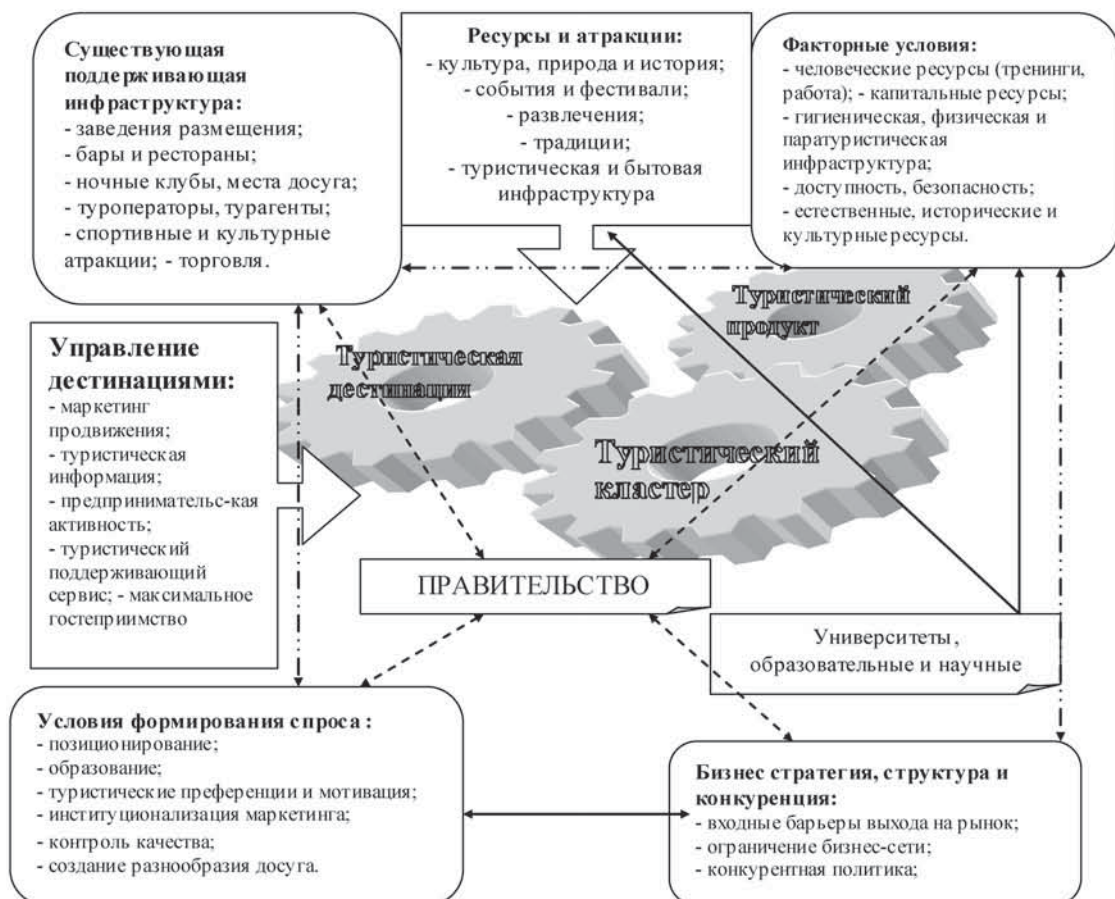 Существующая
поддерживающая
инфраструктура:
- заведения размещения;
- бары и рестораны;
- ночные клубы, места досуга;
- туроператоры, турагенты;
- спортивные и культурные
атракции; - торговля.
Ресурсы и атракции:
- культура, природа и история;
- события и фестивали;
- развлечения;
- традиции;
- туристическая и бытовая
инфраструктура
Факторные условия:
- человеческие ресурсы (тренинги,
работа); - капитальные ресурсы;
- гигиеническая, физическая и
паратуристическая
инфраструктура;
- доступность, безопасность;
- естественные, исторические и
культурные ресурсы.
Туристический
продукт
Туристическая
дестинация
Туристический
кластер
Управление
дестинациями:
- маркетинг
продвижения;
- туристическая
информация;
- предпринимательс-кая
активность;
- туристический
поддерживающий
сервис; - максимальное
гостеприимство
ПРАВИТЕЛЬСТВО
Университеты,
образовательные и научные
Условия формирования спроса :
- позиционирование;
- образование;
- туристические преференции и мотивация;
- институционализация маркетинга;
- контроль качества;
- создание разнообразия досуга.
Бизнес стратегия, структура и
конкуренция:
- входные барьеры выхода на рынок;
- ограничение бизнес-сети;
- конкурентная политика;